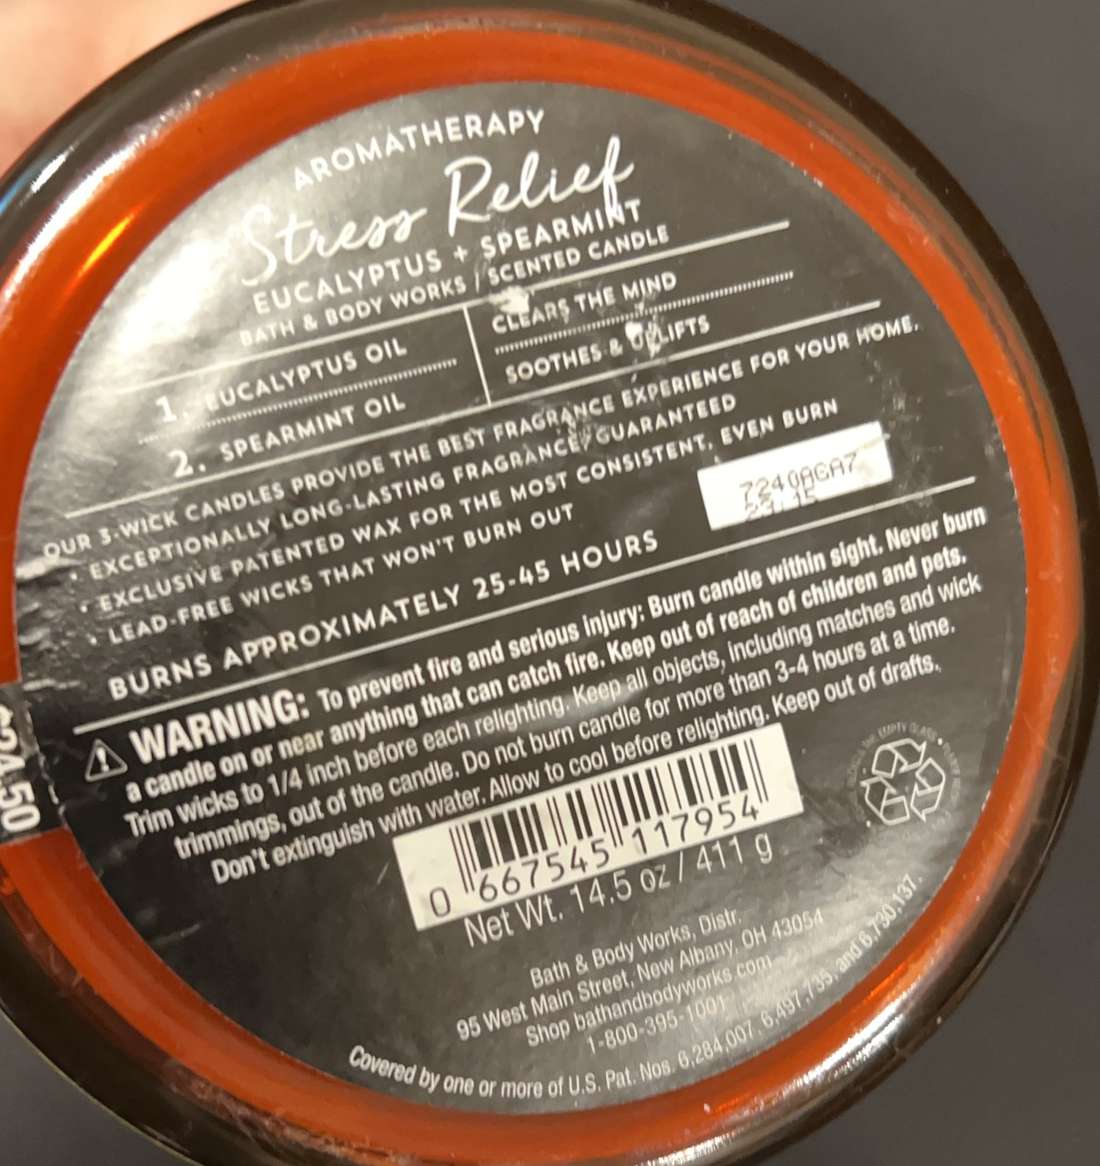 AROMATHERAPY
Stress Relief
EUCALYPTUS + SPEARMINT
BATH & BODY WORKS / SCENTED CANDLE
1. EUCALYPTUS OIL
CLEARS THE MIND
2. SPEARMINT OIL
SOOTHES & UPLIFTS
OUR 3-WICK CANDLES PROVIDE THE BEST FRAGRANCE EXPERIENCE FOR YOUR HOME.
• EXCEPTIONALLY LONG-LASTING FRAGRANCE, GUARANTEED
• EXCLUSIVE PATENTED WAX FOR THE MOST CONSISTENT, EVEN BURN
• LEAD-FREE WICKS THAT WON'T BURN OUT
7240AGA7
BURNS APPROXIMATELY 25-45 HOURS
WARNING: To prevent fire and serious injury: Burn candle within sight. Never burn
a candle on or near anything that can catch fire. Keep out of reach of children and pets.
Trim wicks to 1/4 inch before each relighting. Keep all objects, including matches and wick
trimmings, out of the candle. Do not burn candle for more than 3-4 hours at a time.
Don't extinguish with water. Allow to cool before relighting. Keep out of drafts.
$24.50
0 667545 117954
Net Wt. 14.5 oz / 411 g
Bath & Body Works, Distr.
95 West Main Street, New Albany, OH 43054
Shop bathandbodyworks.com
1-800-395-1001
Covered by one or more of U.S. Pat. Nos. 6,284,007, 6,497,735, and 6,730,137.